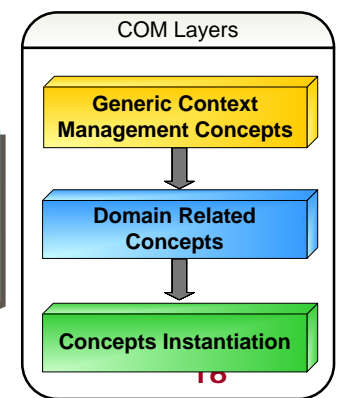 COM Layers
Generic Context
Management Concepts
Domain Related
Concepts
Concepts Instantiation
18